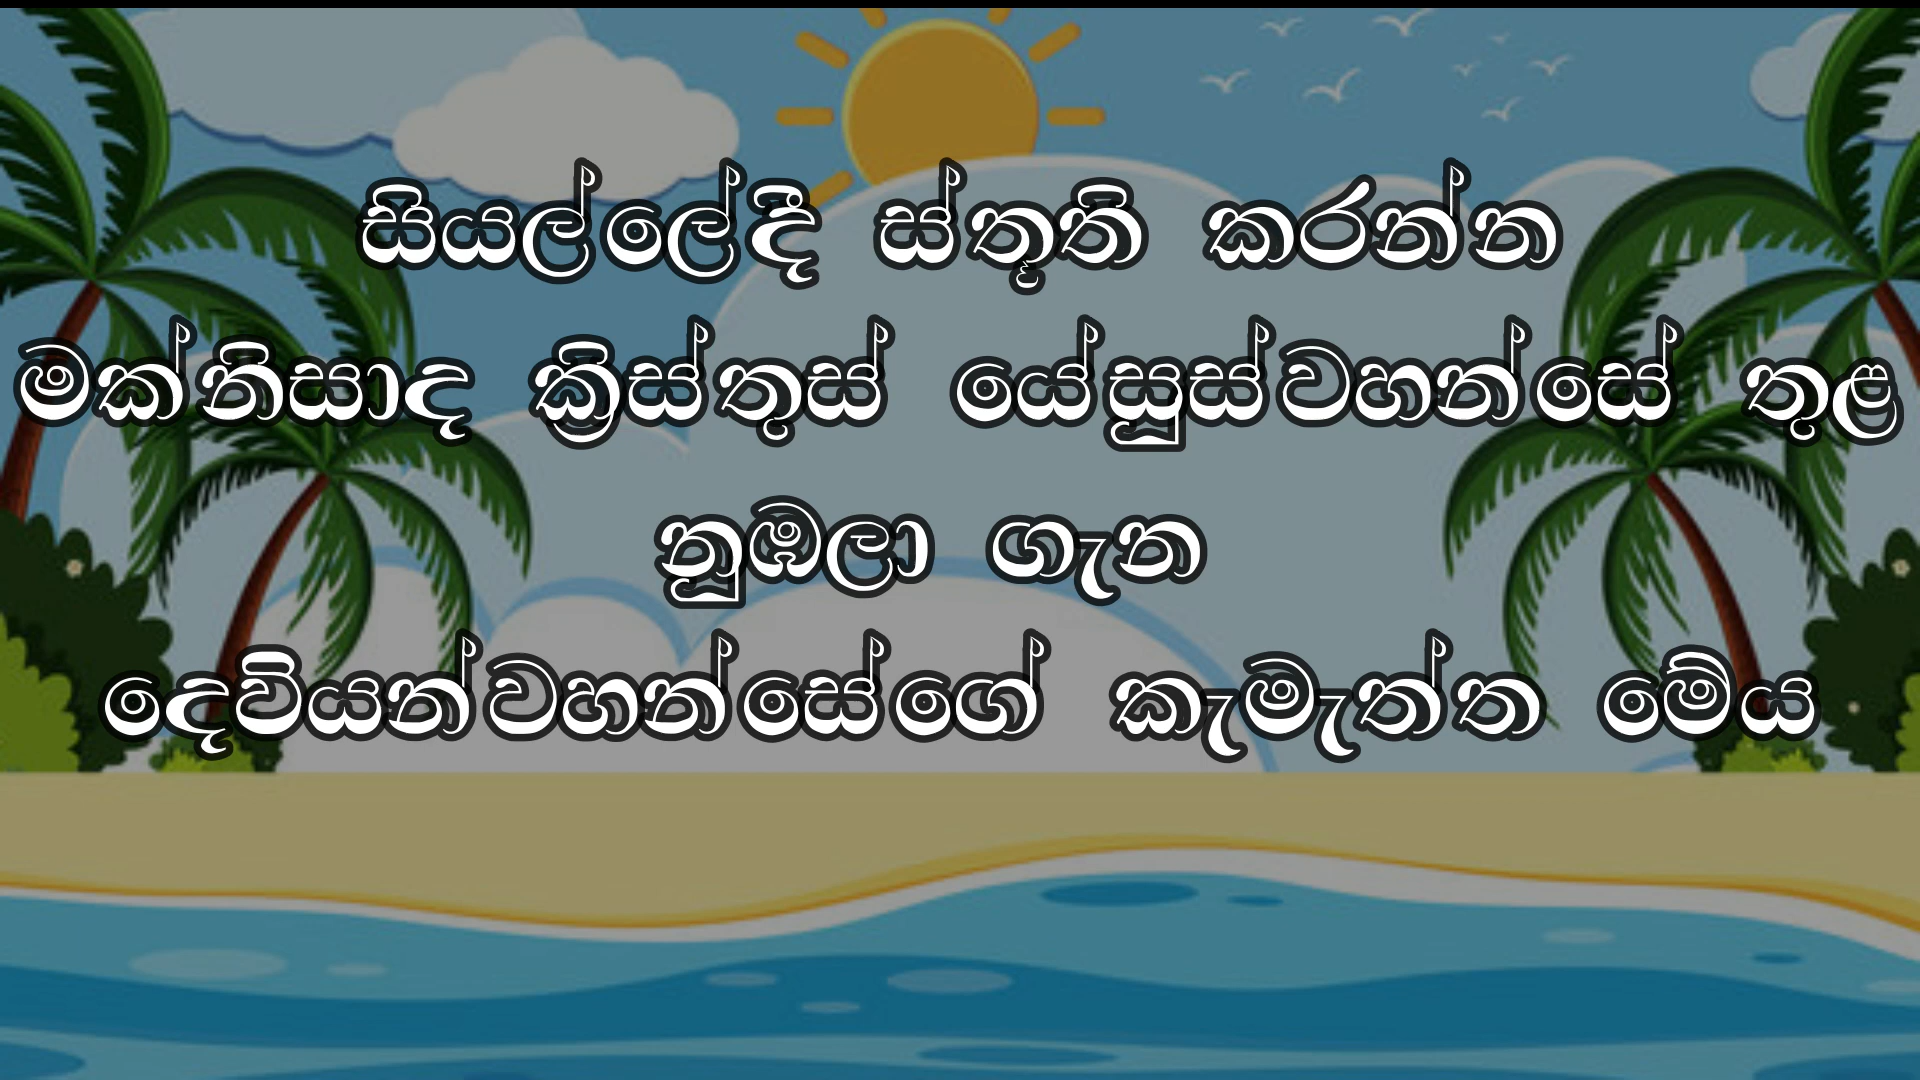 සියල්ලේදී ස්තූති කරන්න
මක්නිසාද ක්‍රිස්තුස් යේසූස්වහන්සේ තුළ
නූඹලා ගැන
දෙවියන්වහන්සේගේ කැමැත්ත මේය